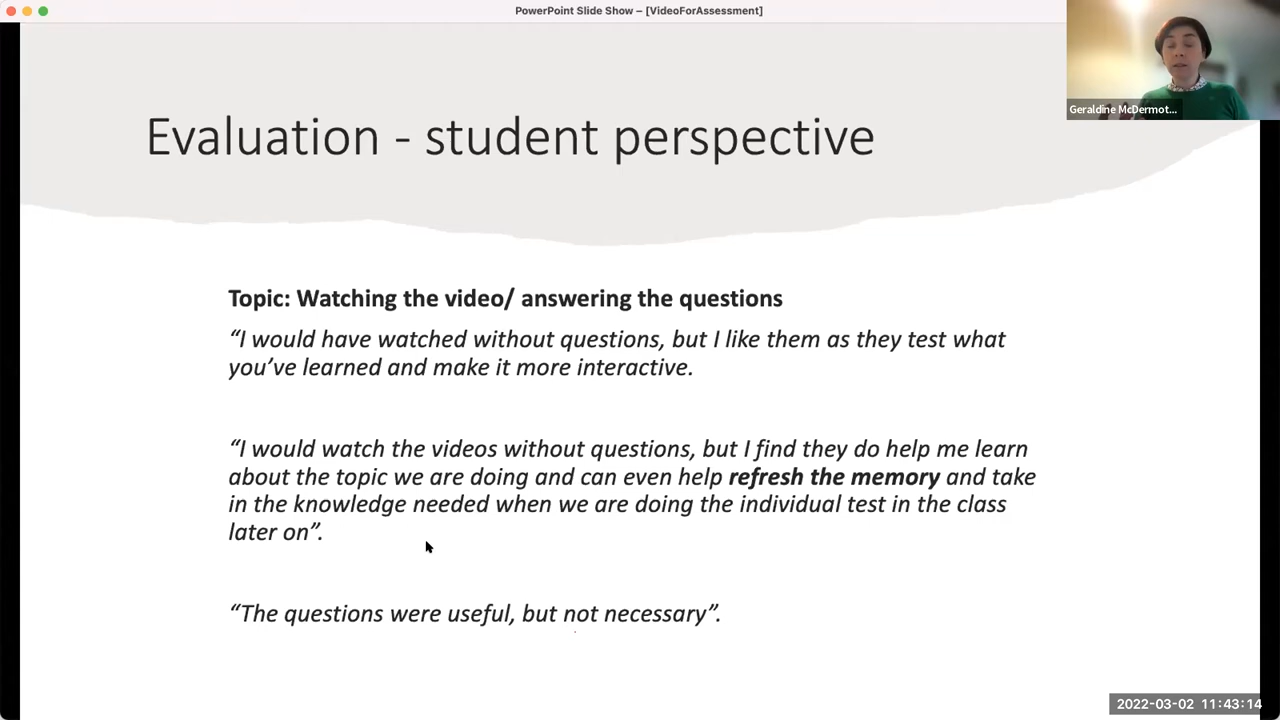 PowerPoint Slide Show – [VideoForAssessment]
Geraldine McDermot...
Evaluation - student perspective
Topic: Watching the video/ answering the questions
“I would have watched without questions, but I like them as they test what
you’ve learned and make it more interactive.
“I would watch the videos without questions, but I find they do help me learn
about the topic we are doing and can even help refresh the memory and take
in the knowledge needed when we are doing the individual test in the class
later on”.
“The questions were useful, but not necessary”.
2022-03-02 11:43:14